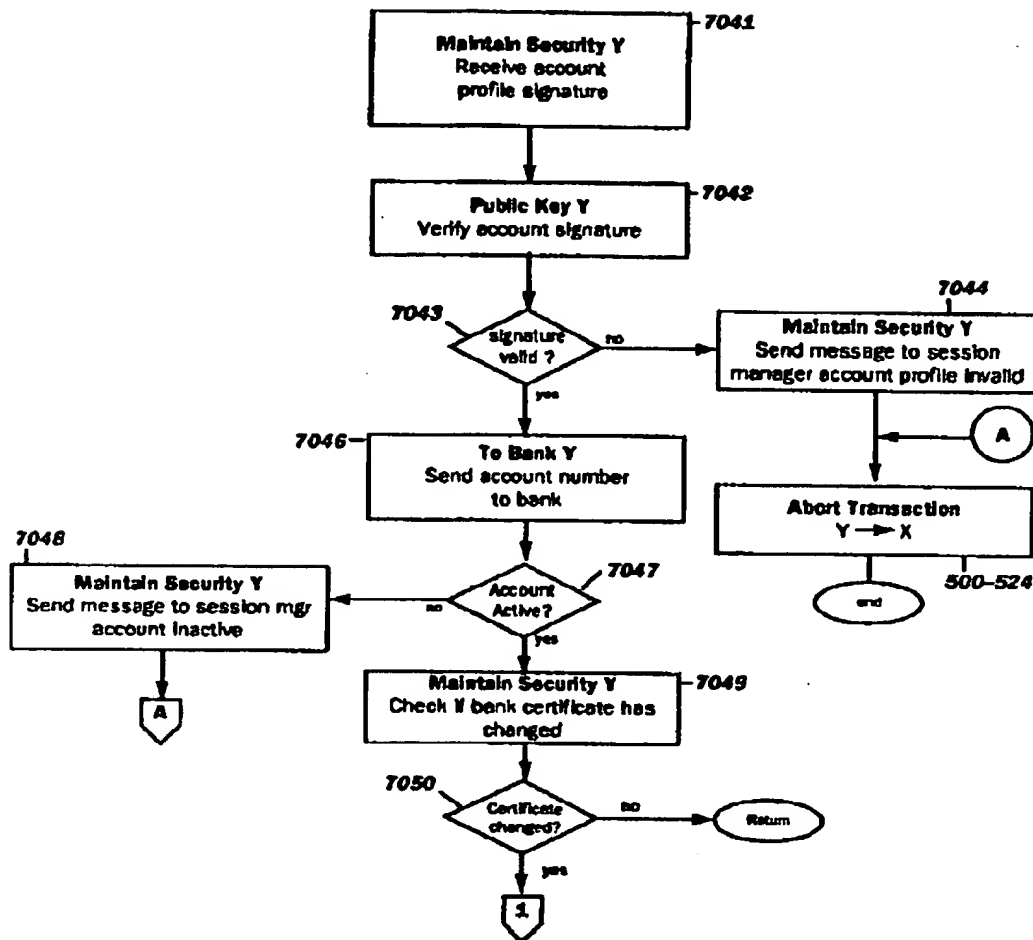 7041
Maintain Security Y
Receive account
profile signature
7042
Public Key Y
Verify account signature
7043
signature
valid ?
no
yes
7044
Maintain Security Y
Send message to session
manager account profile invalid
A
Abort Transaction
Y → X
500-524
end
7046
To Bank Y
Send account number
to bank
7047
Account
Active?
no
yes
7048
Maintain Security Y
Send message to session mgr
account inactive
A
7049
Maintain Security Y
Check if bank certificate has
changed
7050
Certificate
changed?
no
Return
yes
1